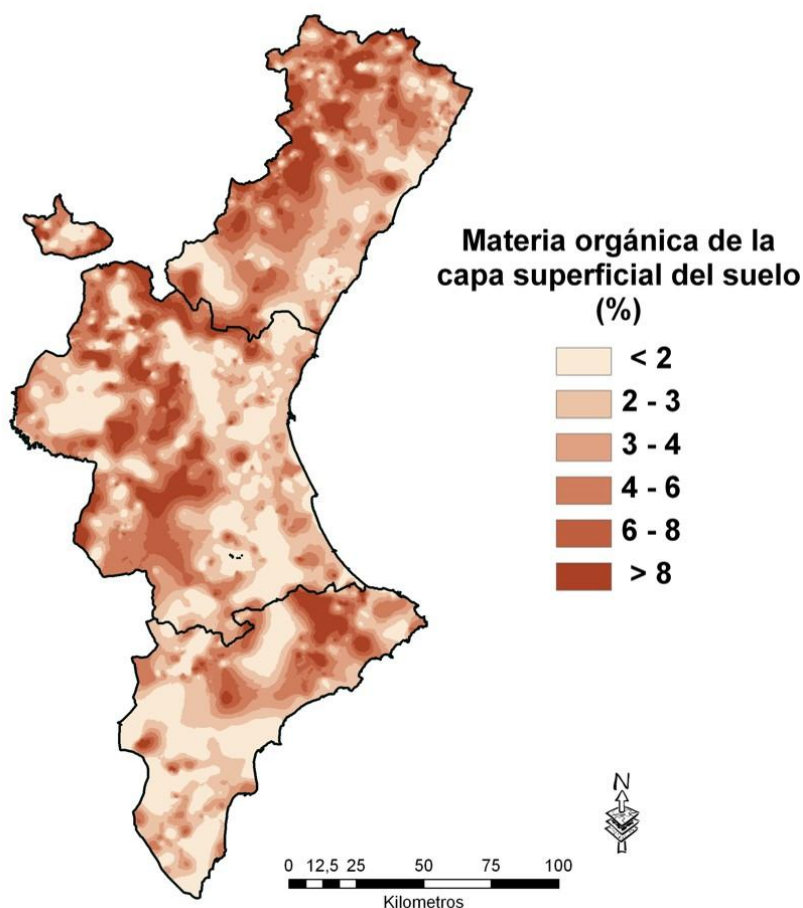 Materia orgánica de la
capa superficial del suelo
(%)
< 2
2 - 3
3 - 4
4 - 6
6 - 8
> 8
N
0 12,5 25 50 75 100
Kilometros